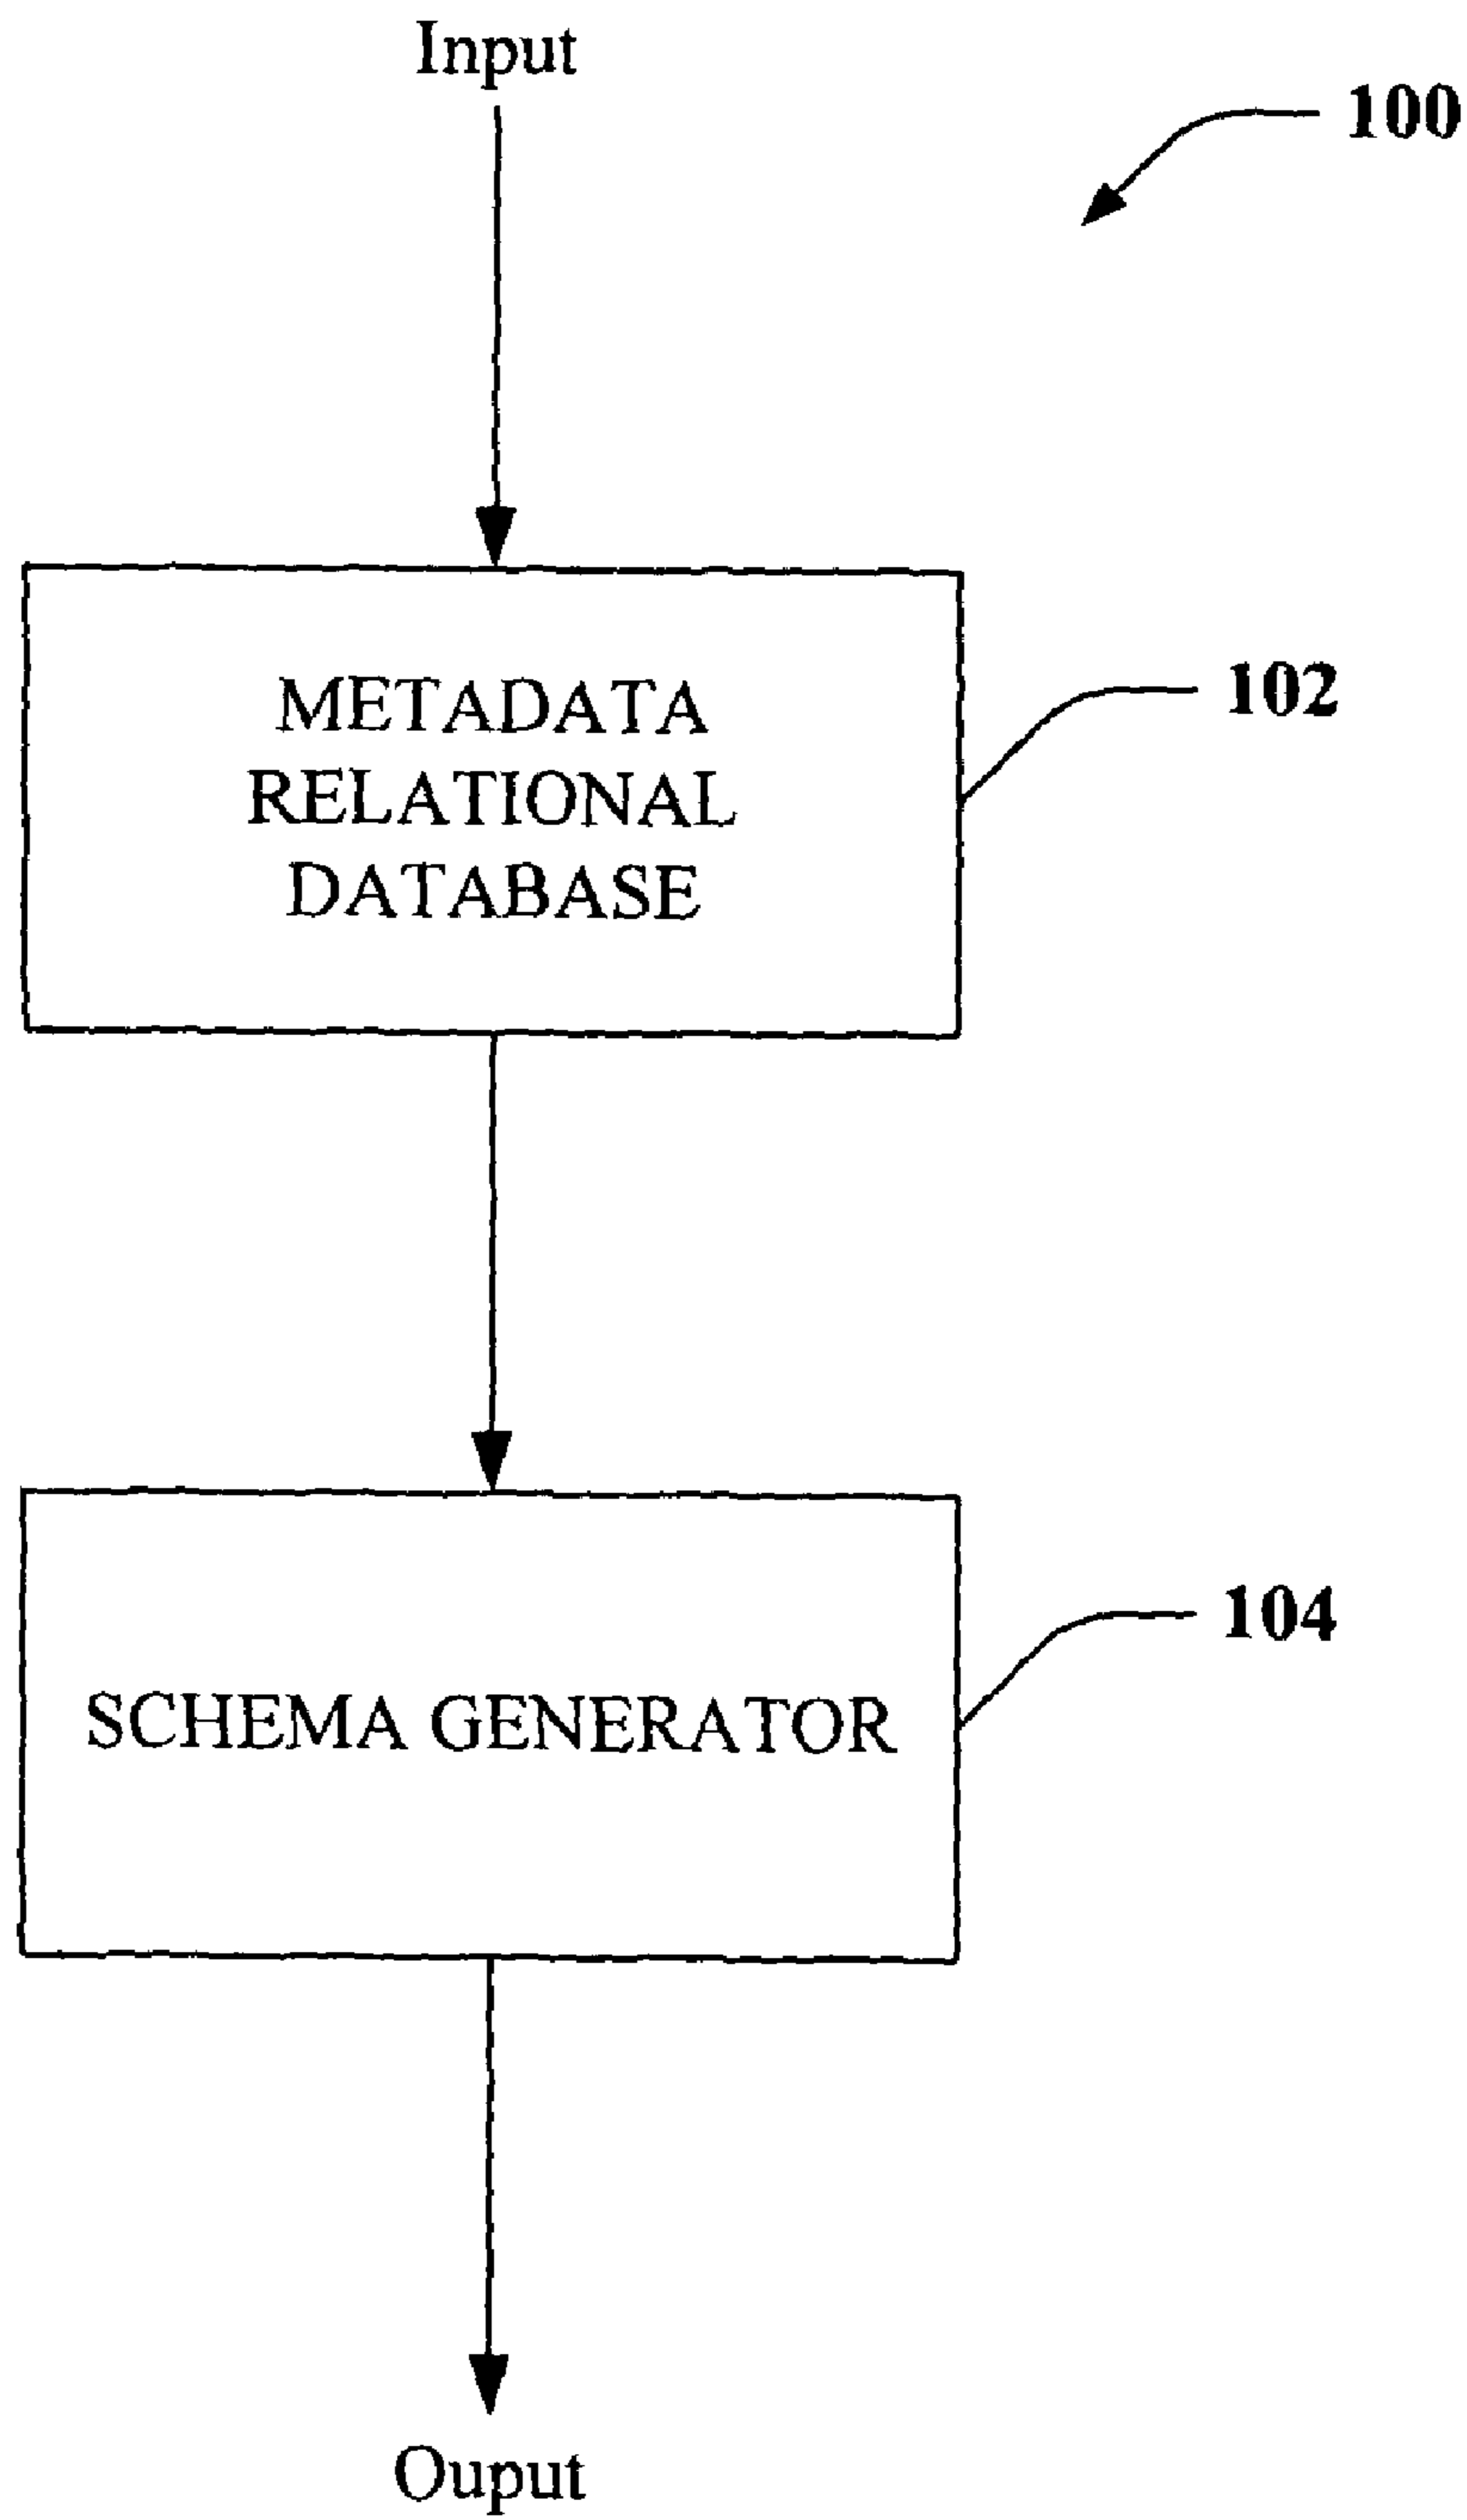 Input
100
METADATA
RELATIONAL
DATABASE
102
SCHEMA GENERATOR
104
Ouput